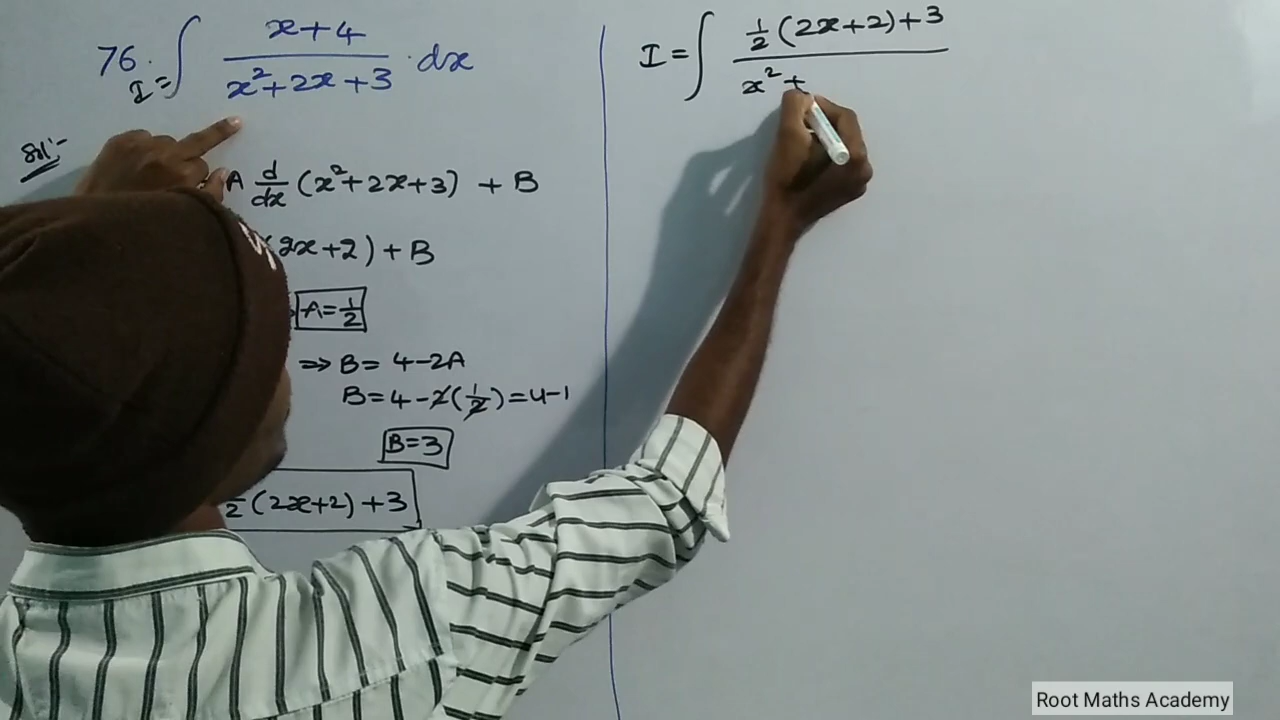 76. I = ∫ (x+4)/(x²+2x+3) · dx
Sol:-
A d/dx (x²+2x+3) + B
(2x+2) + B
A = 1/2
⇒ B = 4-2A
B = 4-2(1/2) = 4-1
B = 3
2 (2x+2) + 3
I = ∫ 1/2 (2x+2) + 3
x² +
Root Maths Academy